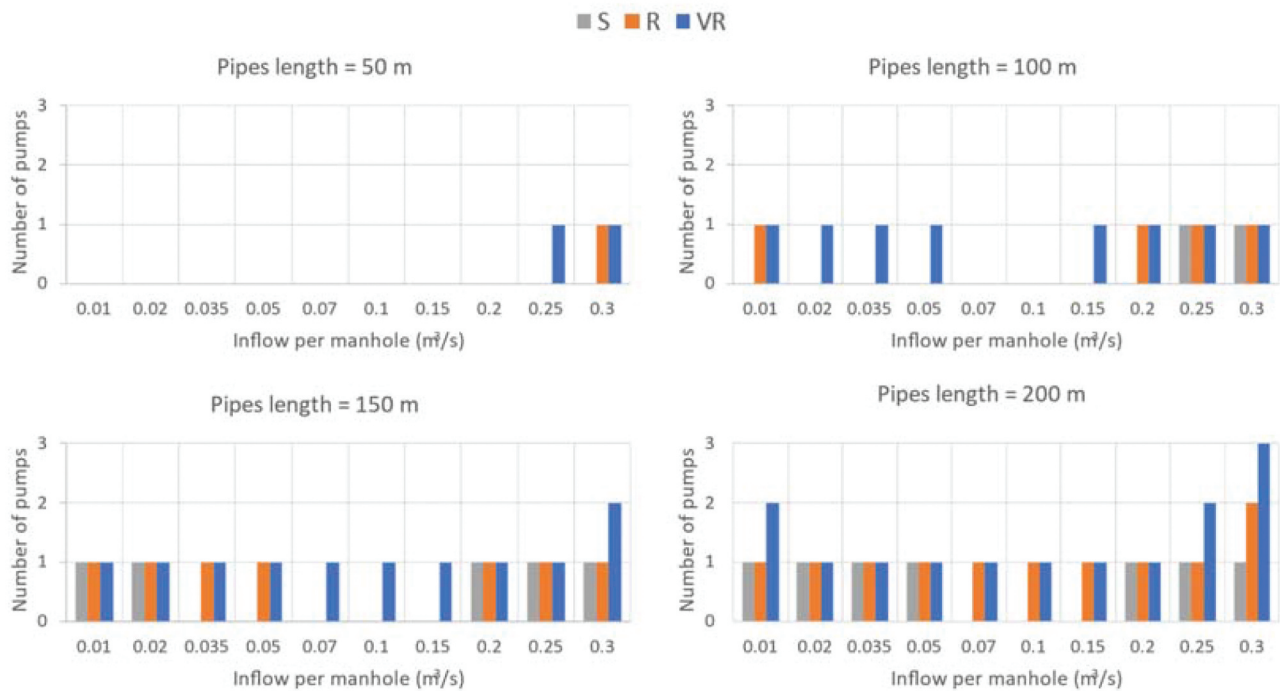 S R VR
Pipes length = 50 m
Number of pumps
3
2
1
0
0.01 0.02 0.035 0.05 0.07 0.1 0.15 0.2 0.25 0.3
Inflow per manhole (m³/s)
Pipes length = 100 m
Number of pumps
3
2
1
0
0.01 0.02 0.035 0.05 0.07 0.1 0.15 0.2 0.25 0.3
Inflow per manhole (m³/s)
Pipes length = 150 m
Number of pumps
3
2
1
0
0.01 0.02 0.035 0.05 0.07 0.1 0.15 0.2 0.25 0.3
Inflow per manhole (m³/s)
Pipes length = 200 m
Number of pumps
3
2
1
0
0.01 0.02 0.035 0.05 0.07 0.1 0.15 0.2 0.25 0.3
Inflow per manhole (m³/s)